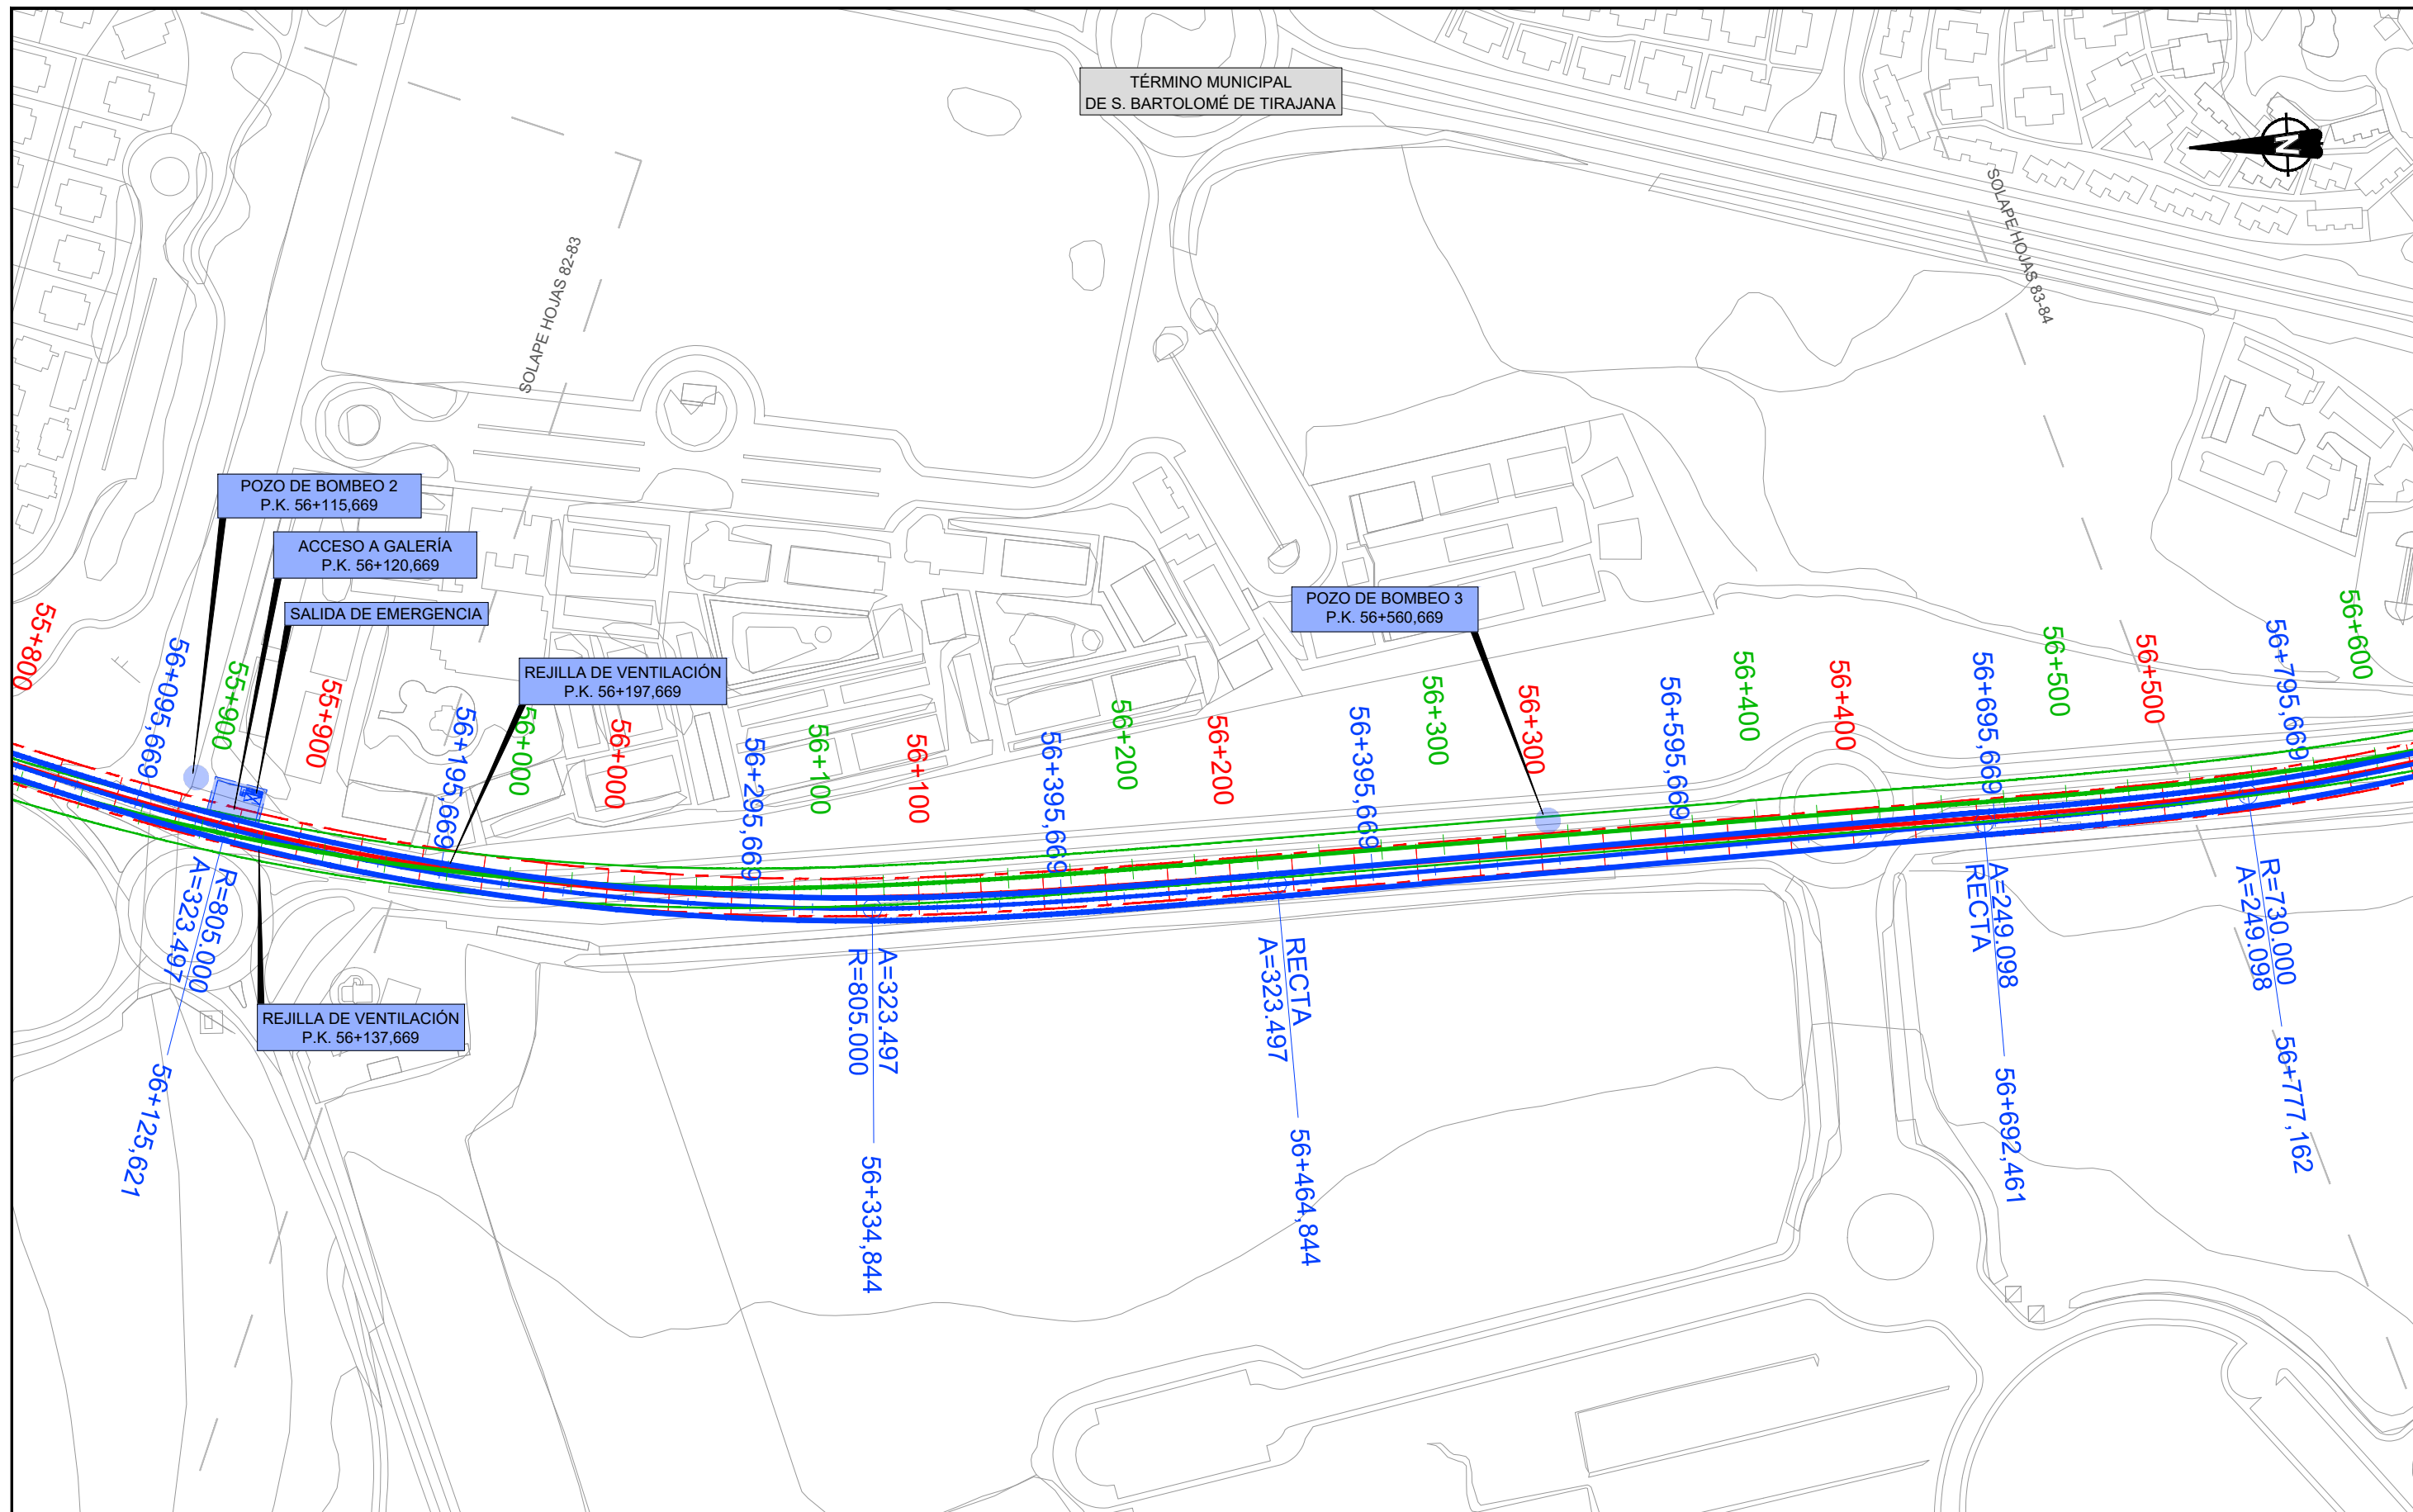 TÉRMINO MUNICIPAL
DE S. BARTOLOMÉ DE TIRAJANA
N
SOLAPE HOJAS 82-83
SOLAPE HOJAS 83-84
POZO DE BOMBEO 2
P.K. 56+115,669
ACCESO A GALERÍA
P.K. 56+120,669
SALIDA DE EMERGENCIA
REJILLA DE VENTILACIÓN
P.K. 56+197,669
POZO DE BOMBEO 3
P.K. 56+560,669
55+800
56+095,669
55+900
55+900
56+195,669
56+000
56+000
56+295,669
56+100
56+100
56+395,669
56+200
56+200
56+395,669
56+300
56+300
56+595,669
56+400
56+400
56+695,669
56+500
56+500
56+795,669
56+600
R=805.000
A=323.497
56+125,621
REJILLA DE VENTILACIÓN
P.K. 56+137,669
A=323.497
R=805.000
56+334,844
RECTA
A=323.497
56+464,844
A=249.098
RECTA
56+692,461
R=730.000
A=249.098
56+777,162